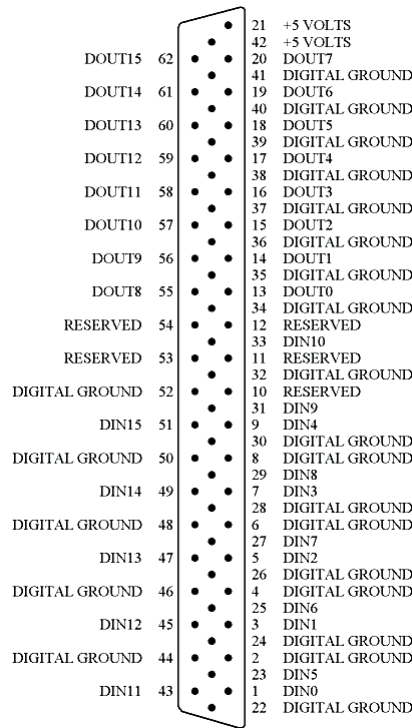 21 +5 VOLTS
42 +5 VOLTS
DOUT15 62 20 DOUT7
41 DIGITAL GROUND
DOUT14 61 19 DOUT6
40 DIGITAL GROUND
DOUT13 60 18 DOUT5
39 DIGITAL GROUND
DOUT12 59 17 DOUT4
38 DIGITAL GROUND
DOUT11 58 16 DOUT3
37 DIGITAL GROUND
DOUT10 57 15 DOUT2
36 DIGITAL GROUND
DOUT9 56 14 DOUT1
35 DIGITAL GROUND
DOUT8 55 13 DOUT0
34 DIGITAL GROUND
RESERVED 54 12 RESERVED
33 DIN10
RESERVED 53 11 RESERVED
32 DIGITAL GROUND
DIGITAL GROUND 52 10 RESERVED
31 DIN9
DIN15 51 9 DIN4
30 DIGITAL GROUND
DIGITAL GROUND 50 8 DIGITAL GROUND
29 DIN8
DIN14 49 7 DIN3
28 DIGITAL GROUND
DIGITAL GROUND 48 6 DIGITAL GROUND
27 DIN7
DIN13 47 5 DIN2
26 DIGITAL GROUND
DIGITAL GROUND 46 4 DIGITAL GROUND
25 DIN6
DIN12 45 3 DIN1
24 DIGITAL GROUND
DIGITAL GROUND 44 2 DIGITAL GROUND
23 DIN5
DIN11 43 1 DIN0
22 DIGITAL GROUND